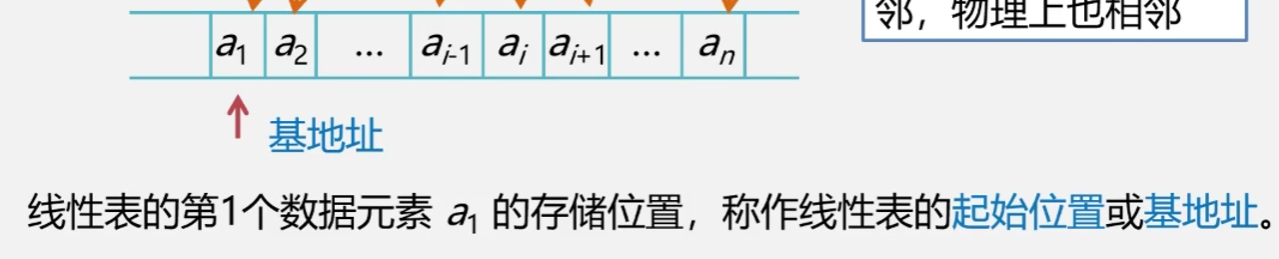 邻，物理上也相邻
a1 a2 … ai-1 ai ai+1 … an
基地址
线性表的第1个数据元素 a1 的存储位置，称作线性表的起始位置或基地址。